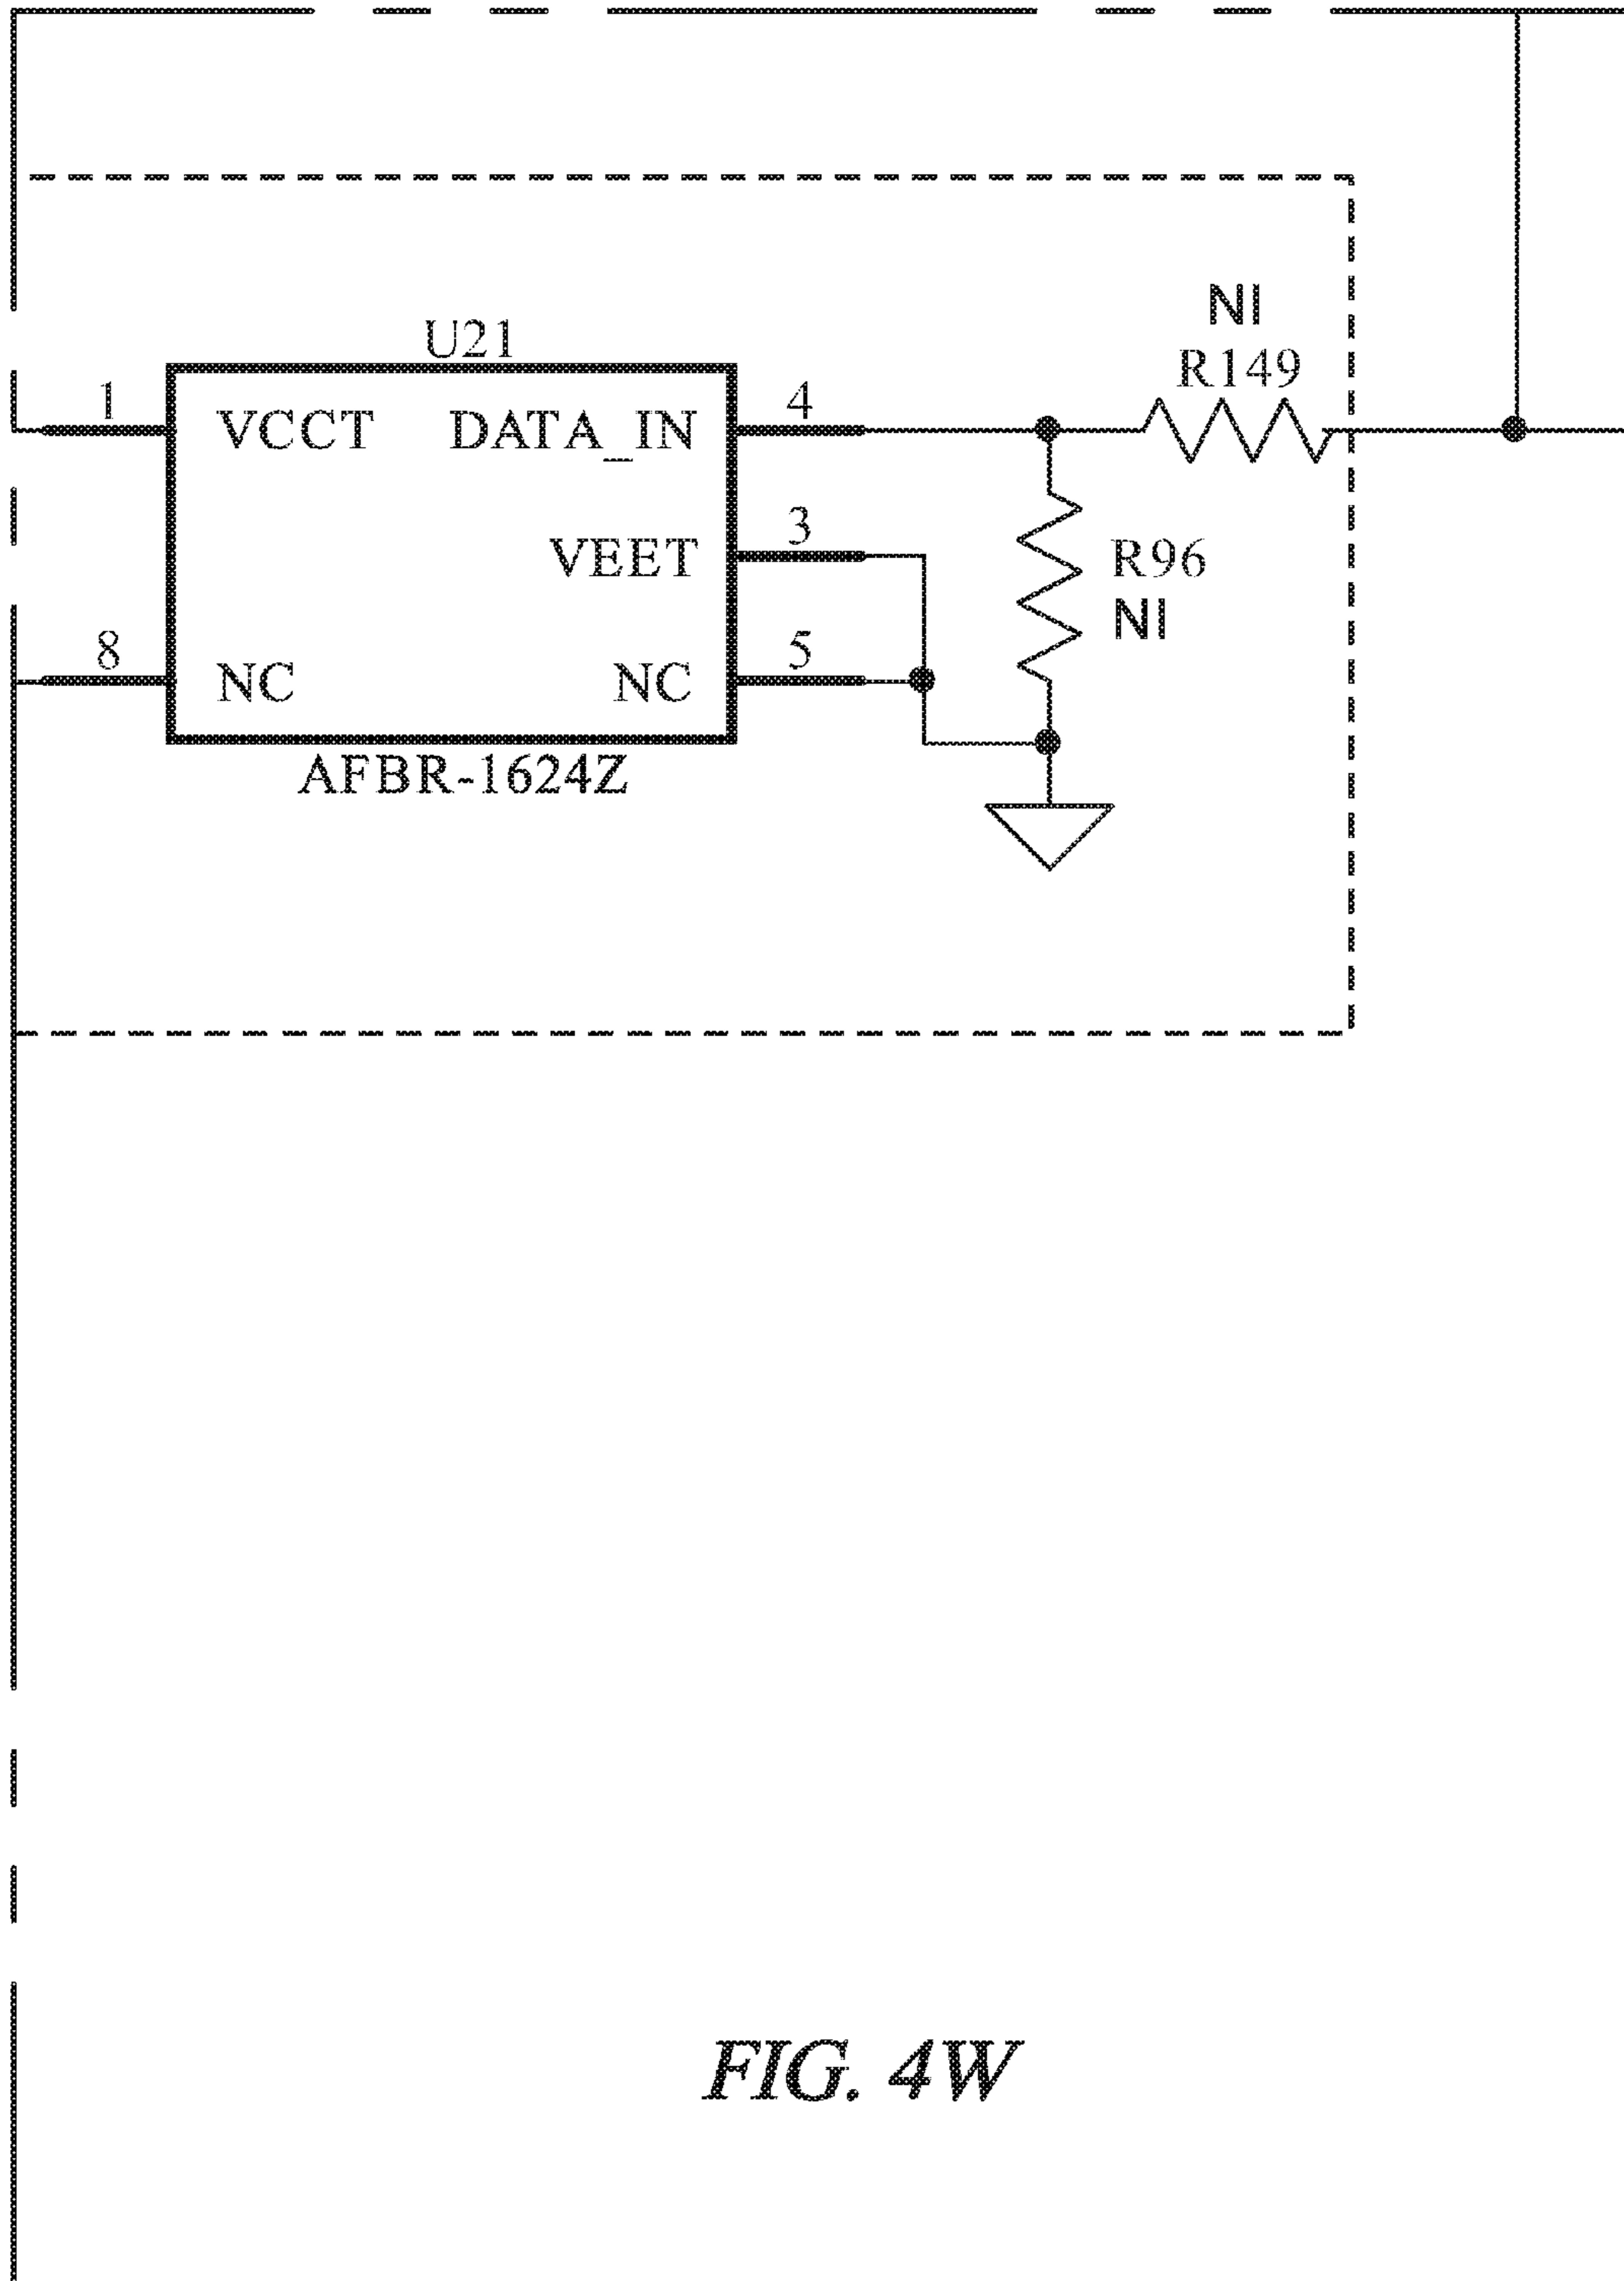 NI
R149
U21
1
VCCT
DATA_IN
4
VEET
3
R96
NI
8
NC
NC
5
AFBR-1624Z
FIG. 4W